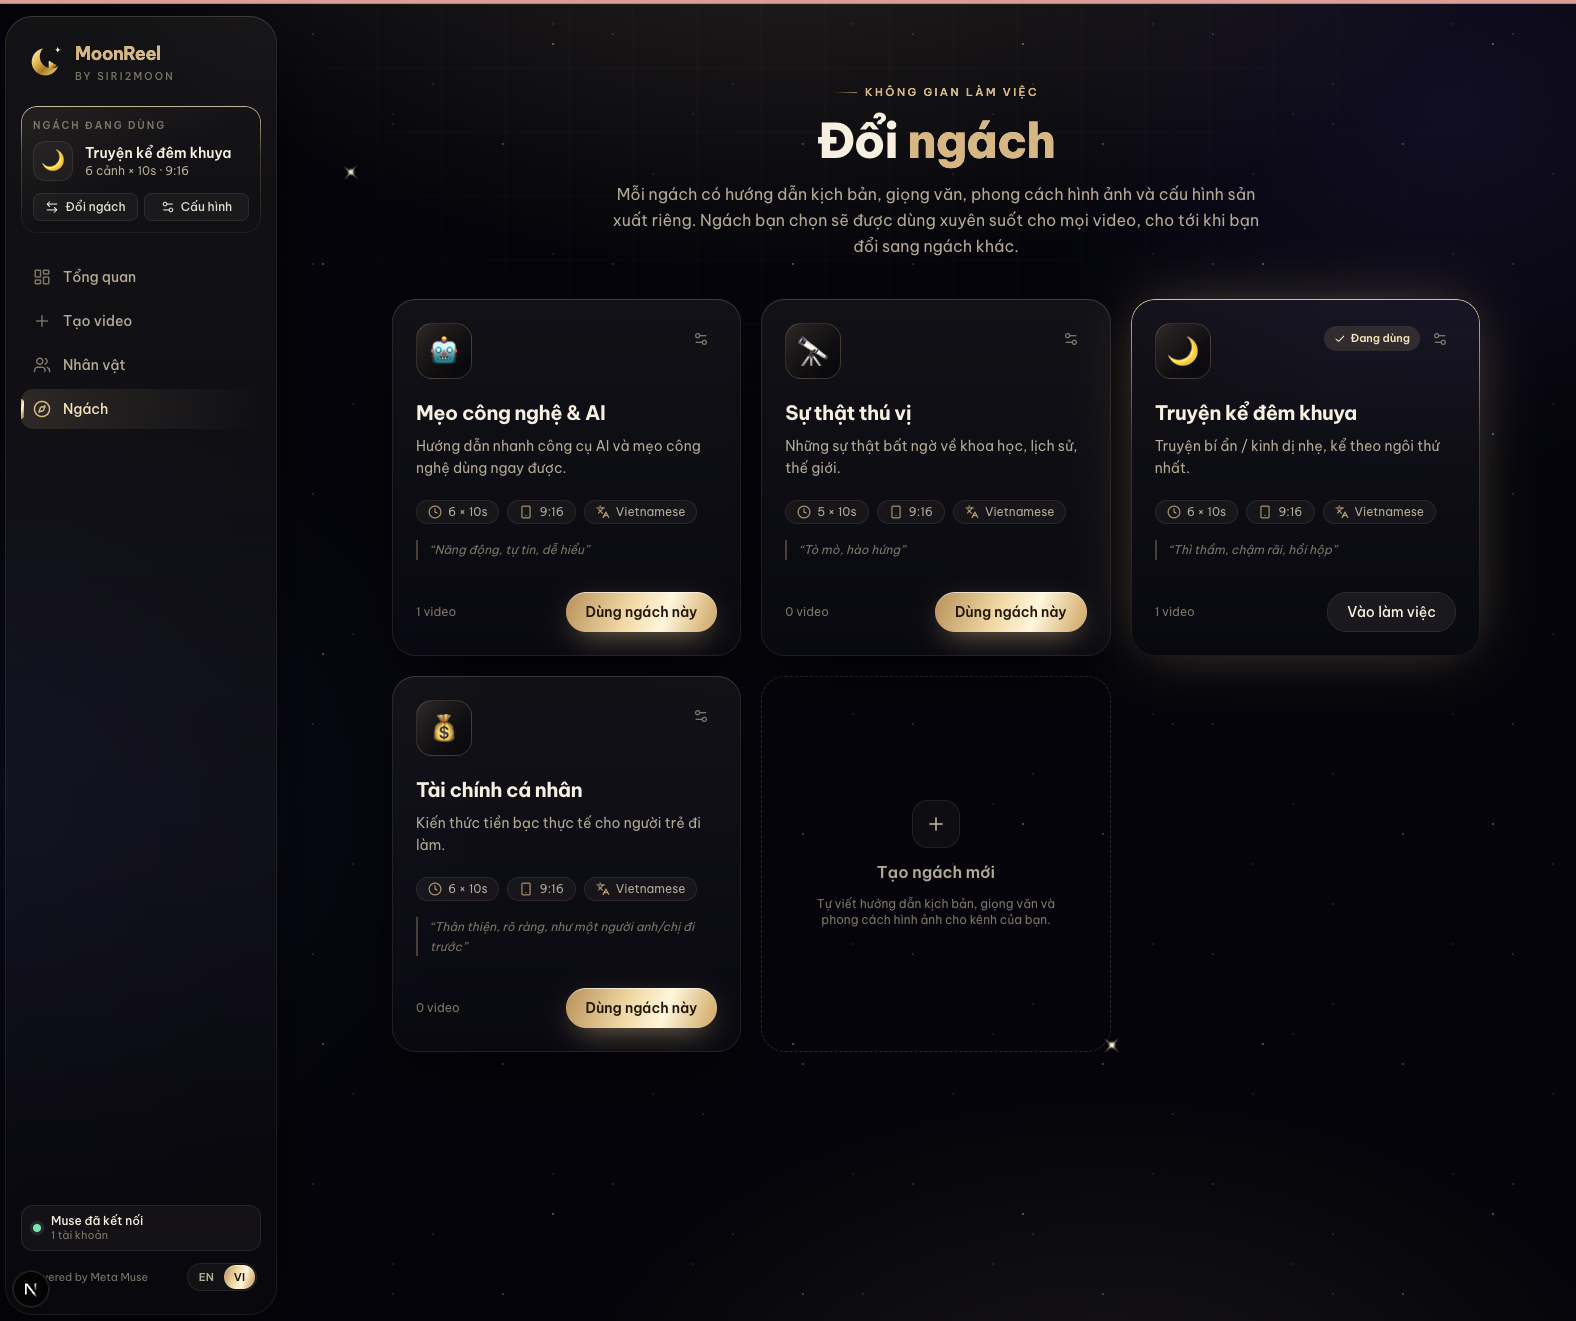 MoonReel
BY SIRI2MOON
NGÁCH ĐANG DÙNG
Truyện kể đêm khuya
6 cảnh × 10s · 9:16
Đổi ngách
Cấu hình
Tổng quan
Tạo video
Nhân vật
Ngách
Muse đã kết nối
1 tài khoản
vered by Meta Muse
EN
VI
N
KHÔNG GIAN LÀM VIỆC
Đổi ngách
Mỗi ngách có hướng dẫn kịch bản, giọng văn, phong cách hình ảnh và cấu hình sản
xuất riêng. Ngách bạn chọn sẽ được dùng xuyên suốt cho mọi video, cho tới khi bạn
đổi sang ngách khác.
Mẹo công nghệ & AI
Hướng dẫn nhanh công cụ AI và mẹo công
nghệ dùng ngay được.
6 × 10s
9:16
Vietnamese
“Năng động, tự tin, dễ hiểu”
1 video
Dùng ngách này
Sự thật thú vị
Những sự thật bất ngờ về khoa học, lịch sử,
thế giới.
5 × 10s
9:16
Vietnamese
“Tò mò, hào hứng”
0 video
Dùng ngách này
Đang dùng
Truyện kể đêm khuya
Truyện bí ẩn / kinh dị nhẹ, kể theo ngôi thứ
nhất.
6 × 10s
9:16
Vietnamese
“Thì thầm, chậm rãi, hồi hộp”
1 video
Vào làm việc
Tài chính cá nhân
Kiến thức tiền bạc thực tế cho người trẻ đi
làm.
6 × 10s
9:16
Vietnamese
“Thân thiện, rõ ràng, như một người anh/chị đi
trước”
0 video
Dùng ngách này
Tạo ngách mới
Tự viết hướng dẫn kịch bản, giọng văn và
phong cách hình ảnh cho kênh của bạn.